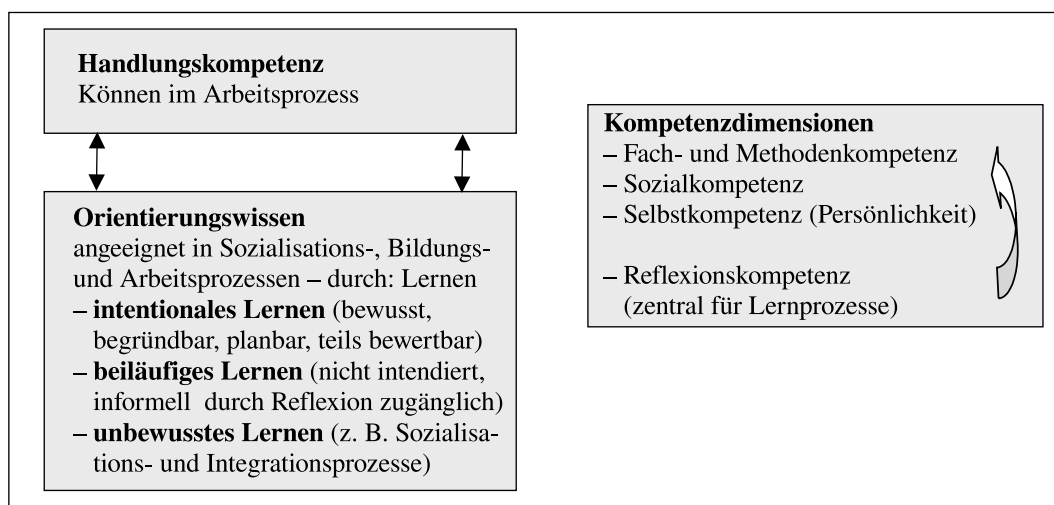 Handlungskompetenz
Können im Arbeitsprozess
Orientierungswissen
angeeignet in Sozialisations-, Bildungs-
und Arbeitsprozessen – durch: Lernen
– intentionales Lernen (bewusst,
begründbar, planbar, teils bewertbar)
– beiläufiges Lernen (nicht intendiert,
informell durch Reflexion zugänglich)
– unbewusstes Lernen (z. B. Sozialisa-
tions- und Integrationsprozesse)
Kompetenzdimensionen
– Fach- und Methodenkompetenz
– Sozialkompetenz
– Selbstkompetenz (Persönlichkeit)
– Reflexionskompetenz
(zentral für Lernprozesse)